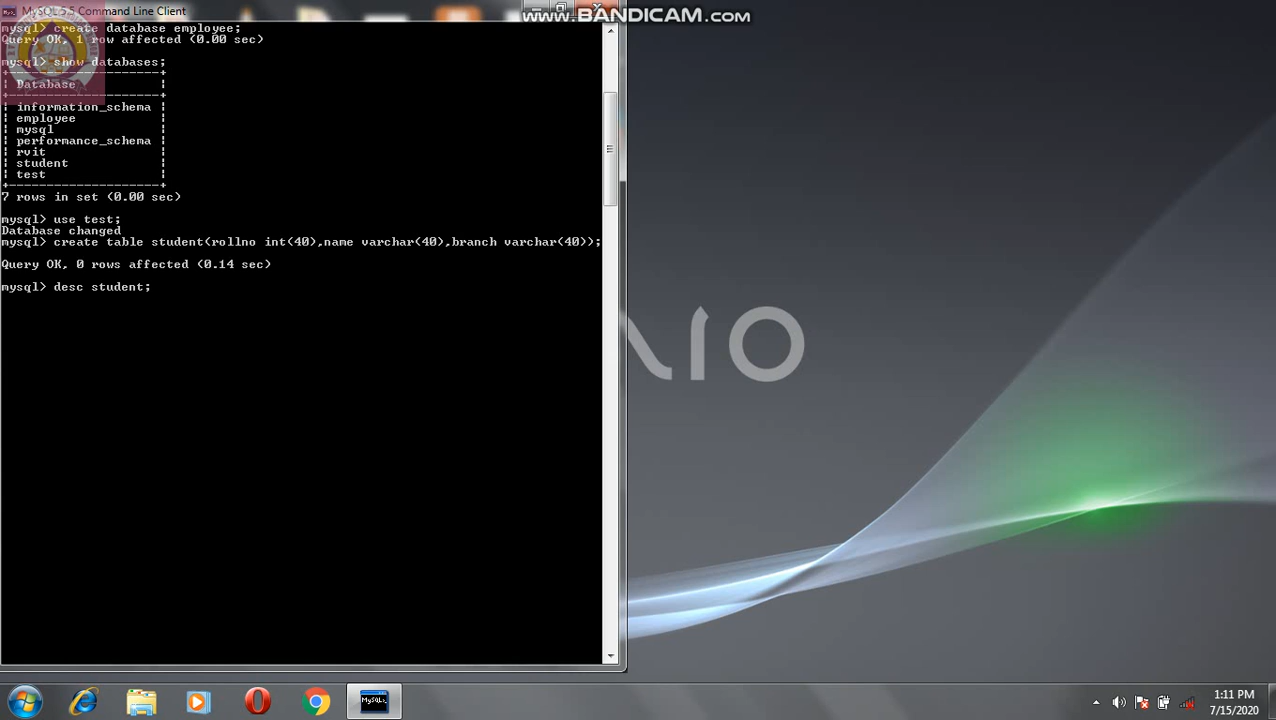 MySQL 5.5 Command Line Client
www.BANDICAM.com
mysql> create database employee;
Query OK, 1 row affected (0.00 sec)
mysql> show databases;
+--------------------+
| Database           |
+--------------------+
| information_schema |
| employee           |
| mysql              |
| performance_schema |
| rvit               |
| student            |
| test               |
+--------------------+
7 rows in set (0.00 sec)
mysql> use test;
Database changed
mysql> create table student(rollno int(40),name varchar(40),branch varchar(40));
Query OK, 0 rows affected (0.14 sec)
mysql> desc student;
MySQL>
1:11 PM
7/15/2020